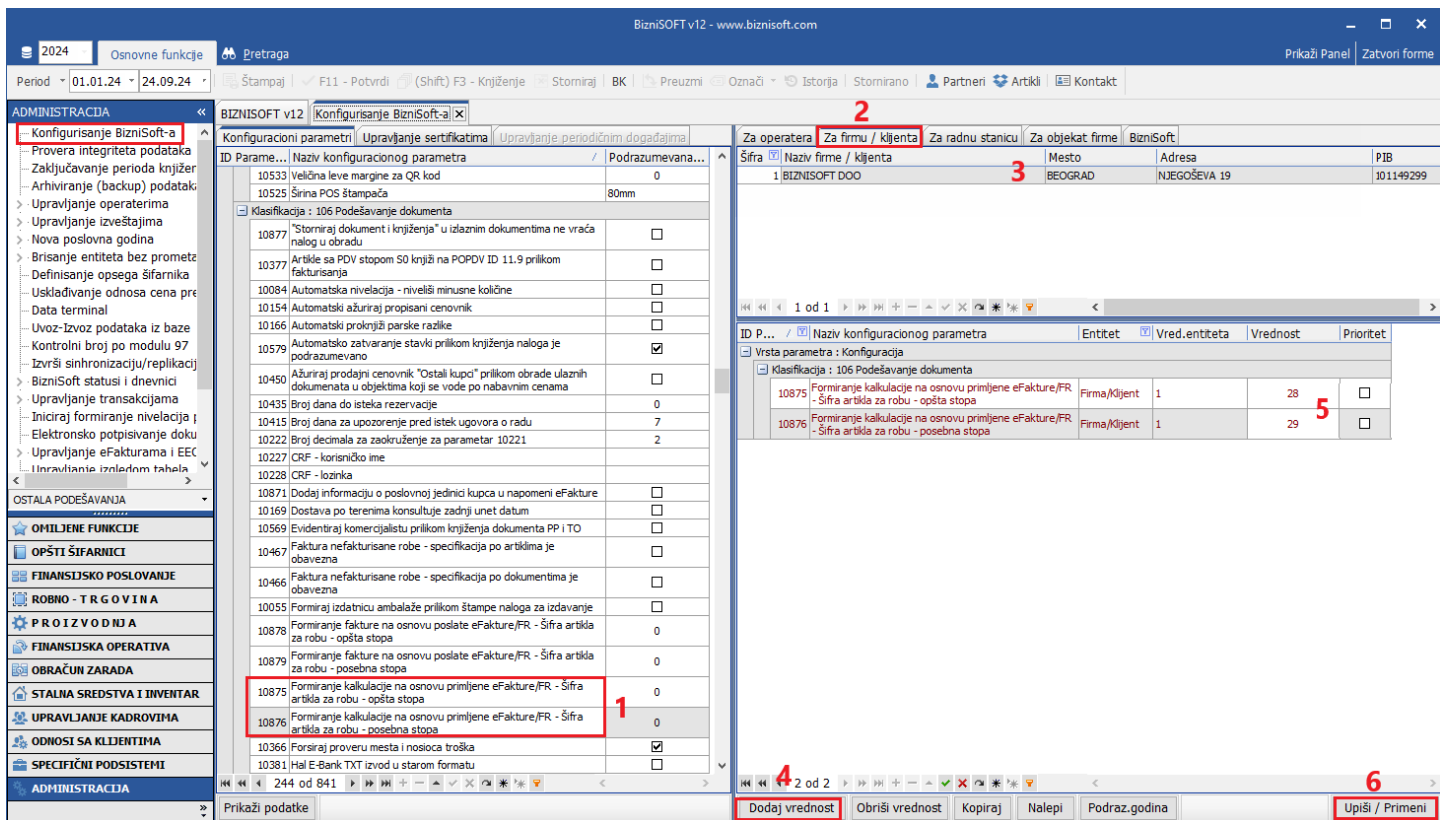 BizniSOFT v12 - www.biznisoft.com
2024 Osnovne funkcije Pretraga Prikaži Panel Zatvori forme
Period 01.01.24 24.09.24 Štampaj F11 - Potvrdi (Shift) F3 - Knjiženje Storniraj BK Preuzmi Označi Istorija Stornirano Partneri Artikli Kontakt
ADMINISTRACIJA «
Konfigurisanje BizniSoft-a
Provera integriteta podataka
Zaključavanje perioda knjižer
Arhiviranje (backup) podataka
Upravljanje operaterima
Upravljanje izveštajima
Nova poslovna godina
Brisanje entiteta bez prometa
Definisanje opsega šifarnika
Usklađivanje odnosa cena pre
Data terminal
Uvoz-Izvoz podataka iz baze
Kontrolni broj po modulu 97
Izvrši sinhronizaciju/replikacij
BizniSoft statusi i dnevnici
Upravljanje transakcijama
Iniciraj formiranje nivelacija p
Elektronsko potpisivanje doku
Upravljanje eFakturama i EEO
Upravljanje izgledom tabela
OSTALA PODEŠAVANJA
OMILJENE FUNKCIJE
OPŠTI ŠIFARNICI
FINANSIJSKO POSLOVANJE
ROBNO - T R G O V I N A
P R O I Z V O D NJ A
FINANSIJSKA OPERATIVA
OBRAČUN ZARADA
STALNA SREDSTVA I INVENTAR
UPRAVLJANJE KADROVIMA
ODNOSI SA KLIJENTIMA
SPECIFIČNI PODSISTEMI
ADMINISTRACIJA
»
BIZNISOFT v12 Konfigurisanje BizniSoft-a
Konfiguracioni parametri Upravljanje sertifikatima Upravljanje periodičnim događajima
ID Parame... Naziv konfiguracionog parametra Podrazumevana...
10533 Veličina leve margine za QR kod 0
10525 Širina POS štampača 80mm
Klasifikacija : 106 Podešavanje dokumenta
10877 "Storniraj dokument i knjiženja" u izlaznim dokumentima ne vraća
nalog u obradu
10377 Artikle sa PDV stopom S0 knjiži na POPDV ID 11.9 prilikom
fakturisanja
10084 Automatska nivelacija - niveliši minusne količine
10154 Automatski ažuriraj propisani cenovnik
10166 Automatski proknjiži parske razlike
10579 Automatsko zatvaranje stavki prilikom knjiženja naloga je
podrazumevano
10450 Ažuriraj prodajni cenovnik "Ostali kupci" prilikom obrade ulaznih
dokumenata u objektima koji se vode po nabavnim cenama
10435 Broj dana do isteka rezervacije 0
10415 Broj dana za upozorenje pred istek ugovora o radu 7
10222 Broj decimala za zaokruženje za parametar 10221 2
10227 CRF - korisničko ime
10228 CRF - lozinka
10871 Dodaj informaciju o poslovnoj jedinici kupca u napomeni eFakture
10169 Dostava po terenima konsultuje zadnji unet datum
10569 Evidentiraj komercijalistu prilikom knjiženja dokumenta PP i TO
10467 Faktura nefakturisane robe - specifikacija po artiklima je
obavezna
10466 Faktura nefakturisane robe - specifikacija po dokumentima je
obavezna
10055 Formiraj izdatnicu ambalaže prilikom štampe naloga za izdavanje
10878 Formiranje fakture na osnovu poslate eFakture/FR - Šifra artikla
za robu - opšta stopa 0
10879 Formiranje fakture na osnovu poslate eFakture/FR - Šifra artikla
za robu - posebna stopa 0
10875 Formiranje kalkulacije na osnovu primljene eFakture/FR - Šifra
artikla za robu - opšta stopa 0
1
10876 Formiranje kalkulacije na osnovu primljene eFakture/FR - Šifra
artikla za robu - posebna stopa 0
10366 Forsiraj proveru mesta i nosioca troška
10381 Hal E-Bank TXT izvod u starom formatu
244 od 841
Prikaži podatke
2
Za operatera Za firmu / klijenta Za radnu stanicu Za objekat firme BizniSoft
Šifra Naziv firme / klijenta Mesto Adresa PIB
1 BIZNISOFT DOO 3 BEOGRAD NJEGOŠEVA 19 101149299
1 od 1
ID P... Naziv konfiguracionog parametra Entitet Vred.entiteta Vrednost Prioritet
Vrsta parametra : Konfiguracija
Klasifikacija : 106 Podešavanje dokumenta
10875 Formiranje kalkulacije na osnovu primljene eFakture/FR
- Šifra artikla za robu - opšta stopa Firma/Klijent 1 28
5
10876 Formiranje kalkulacije na osnovu primljene eFakture/FR
- Šifra artikla za robu - posebna stopa Firma/Klijent 1 29
4 2 od 2 6
Dodaj vrednost Obriši vrednost Kopiraj Nalepi Podraz.godina Upiši / Primeni